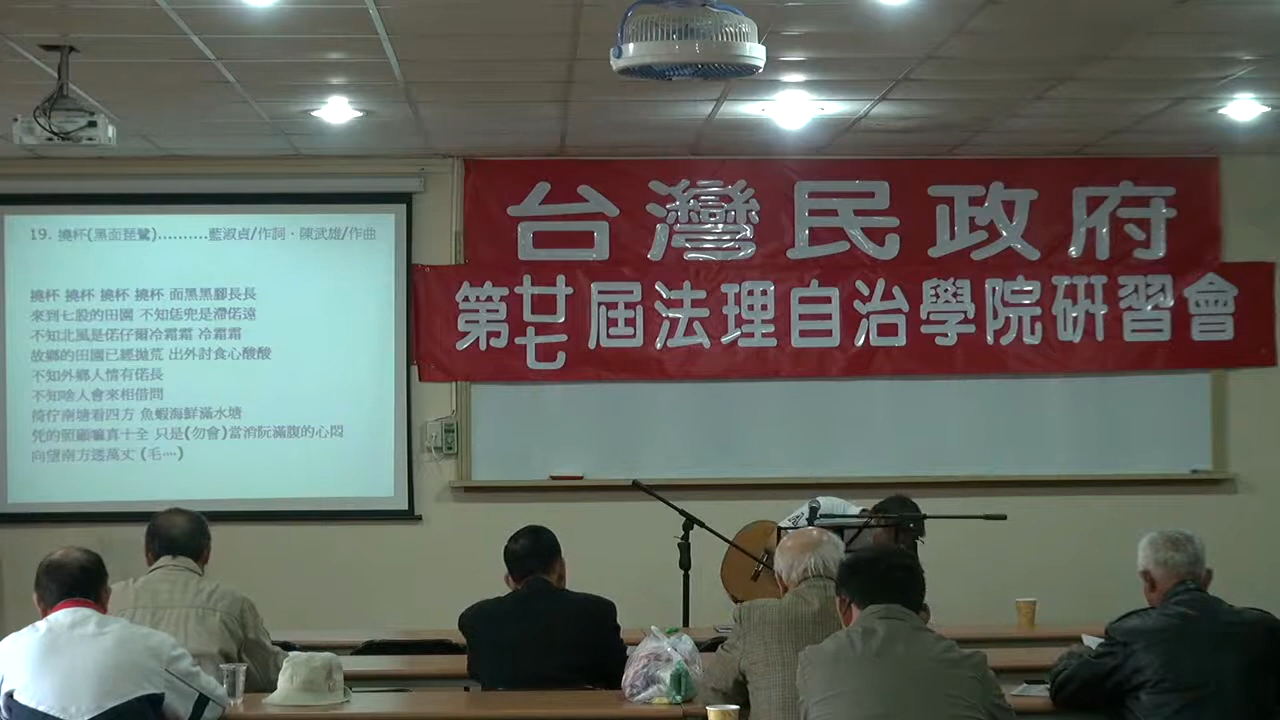 19. 撓杯(黑面琵鷺).........藍淑貞/作詞．陳武雄/作曲
撓杯 撓杯 撓杯 撓杯 面黑黑腳長長
來到七股的田園 不知恁兜是滯偌遠
不知北風是偌仔爾冷霜霜 冷霜霜
故鄉的田園已經拋荒 出外討食心酸酸
不知外鄉人情有偌長
不知啥人會來相借問
倚佇南塘看四方 魚蝦海鮮滿水塘
的照顧嘛真十全 只是(勿會)當消阮滿腹的心悶
向望南方透萬丈 (毛…)
台灣民政府
第廿七屆法理自治學院研習會